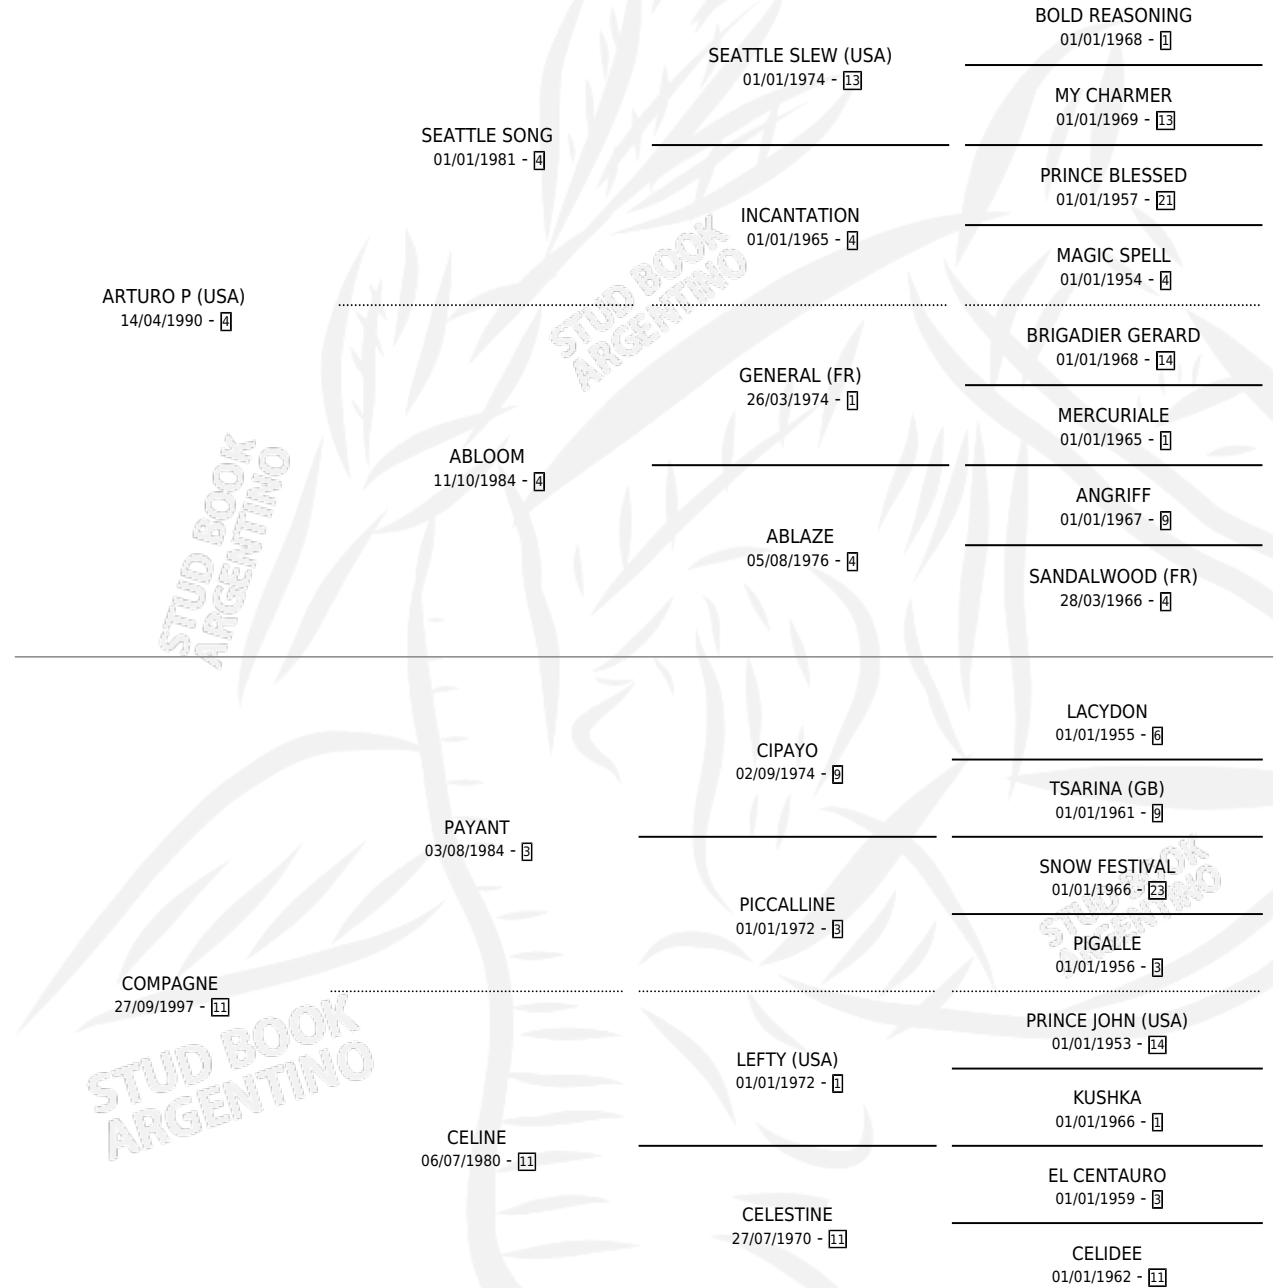 BOLD REASONING
01/01/1968 - 1
SEATTLE SLEW (USA)
01/01/1974 - 13
MY CHARMER
01/01/1969 - 13
SEATTLE SONG
01/01/1981 - 4
PRINCE BLESSED
01/01/1957 - 21
INCANTATION
01/01/1965 - 4
MAGIC SPELL
01/01/1954 - 4
ARTURO P (USA)
14/04/1990 - 4
STUD BOOK
ARGENTINO
BRIGADIER GERARD
01/01/1968 - 14
GENERAL (FR)
26/03/1974 - 1
MERCURIALE
01/01/1965 - 1
ABLOOM
11/10/1984 - 4
ANGRIFF
01/01/1967 - 9
ABLAZE
05/08/1976 - 4
SANDALWOOD (FR)
28/03/1966 - 4
STUD BOOK
ARGENTINO
LACYDON
01/01/1955 - 6
CIPAYO
02/09/1974 - 9
TSARINA (GB)
01/01/1961 - 9
PAYANT
03/08/1984 - 3
SNOW FESTIVAL
01/01/1966 - 23
PICCALLINE
01/01/1972 - 3
PIGALLE
01/01/1956 - 3
STUD BOOK
ARGENTINO
COMPAGNE
27/09/1997 - 11
PRINCE JOHN (USA)
01/01/1953 - 14
LEFTY (USA)
01/01/1972 - 1
KUSHKA
01/01/1966 - 1
STUD BOOK
ARGENTINO
CELINE
06/07/1980 - 11
EL CENTAURO
01/01/1959 - 3
CELESTINE
27/07/1970 - 11
CELIDEE
01/01/1962 - 11